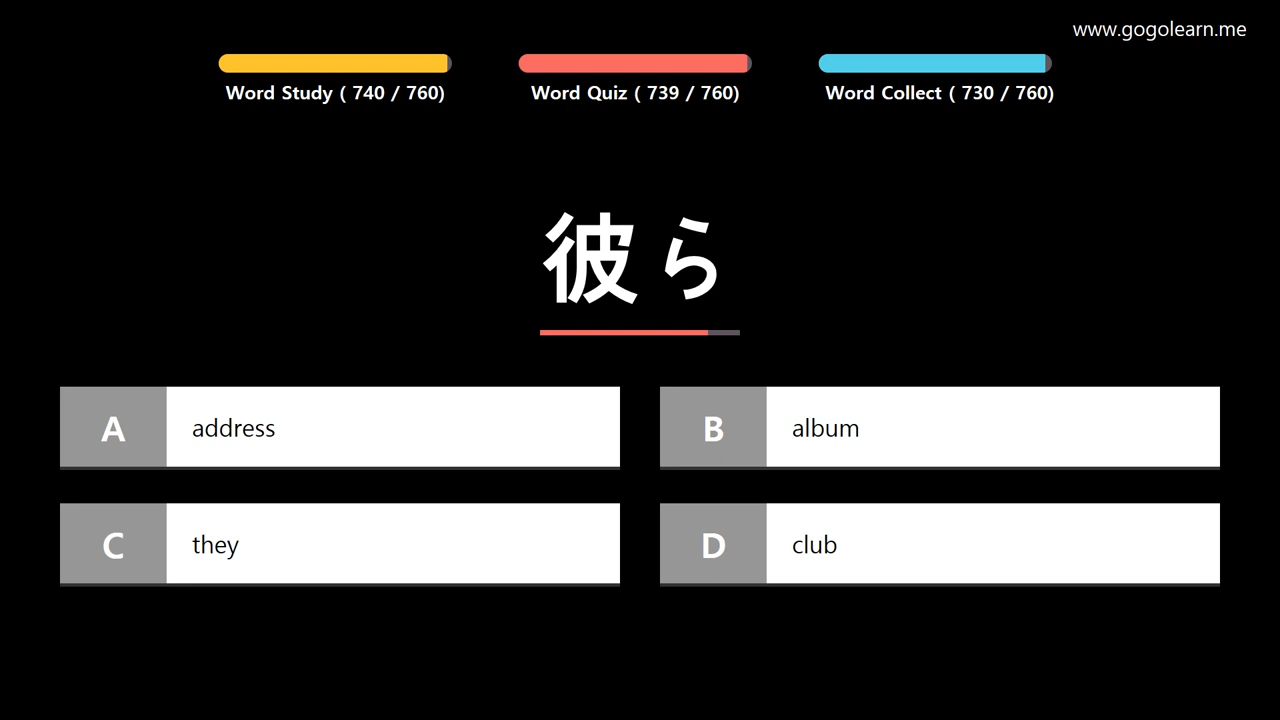 www.gogolearn.me
Word Study ( 740 / 760)
Word Quiz ( 739 / 760)
Word Collect ( 730 / 760)
彼ら
A address
B album
C they
D club